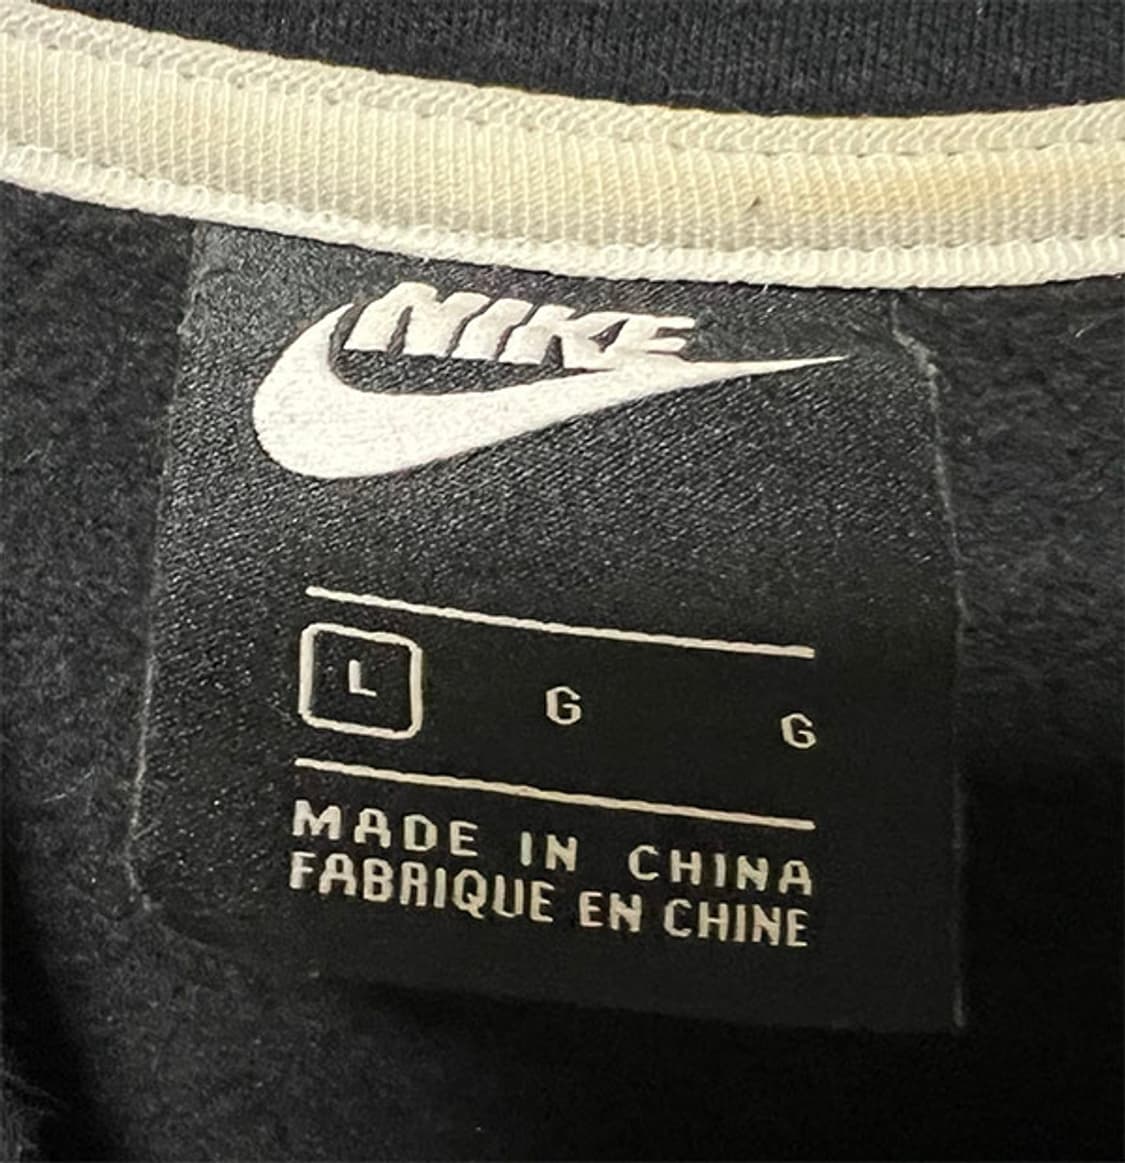 NIKE
L G G
MADE IN CHINA
FABRIQUE EN CHINE